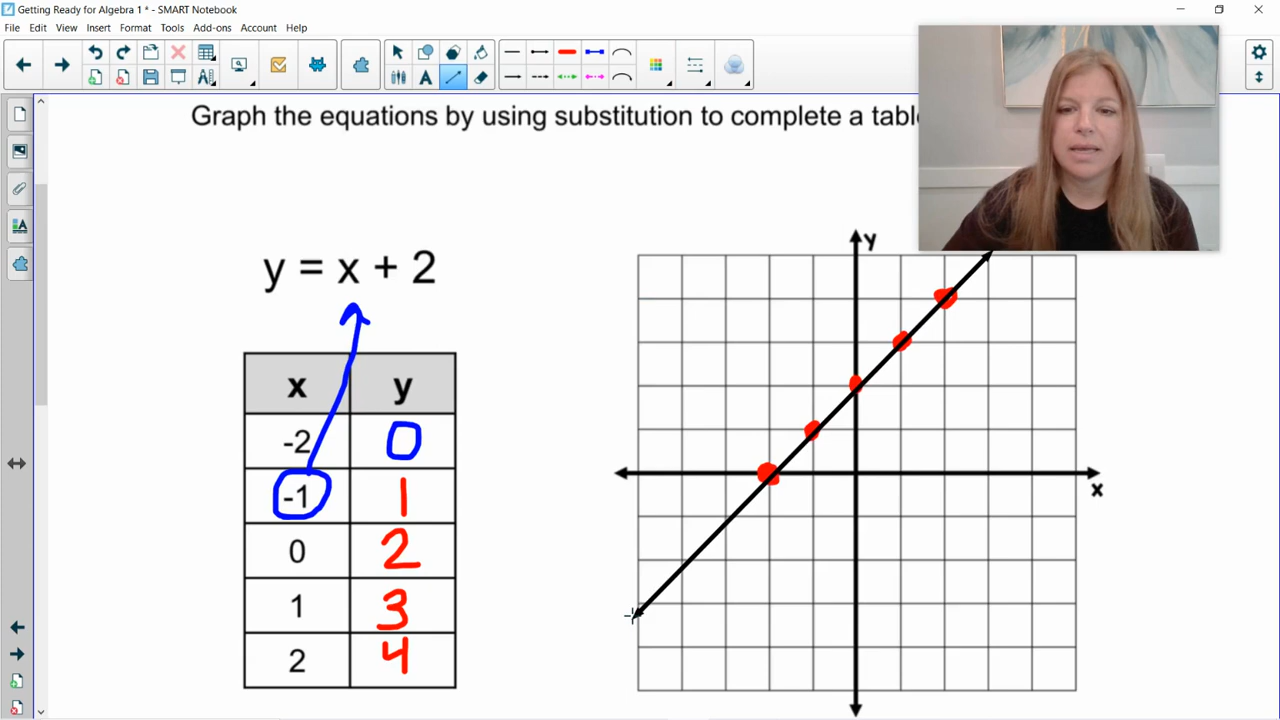 Getting Ready for Algebra 1 * - SMART Notebook
File Edit View Insert Format Tools Add-ons Account Help
Graph the equations by using substitution to complete a
y = x + 2
x y
-2 0
-1 1
0 2
1 3
2 4
y
x